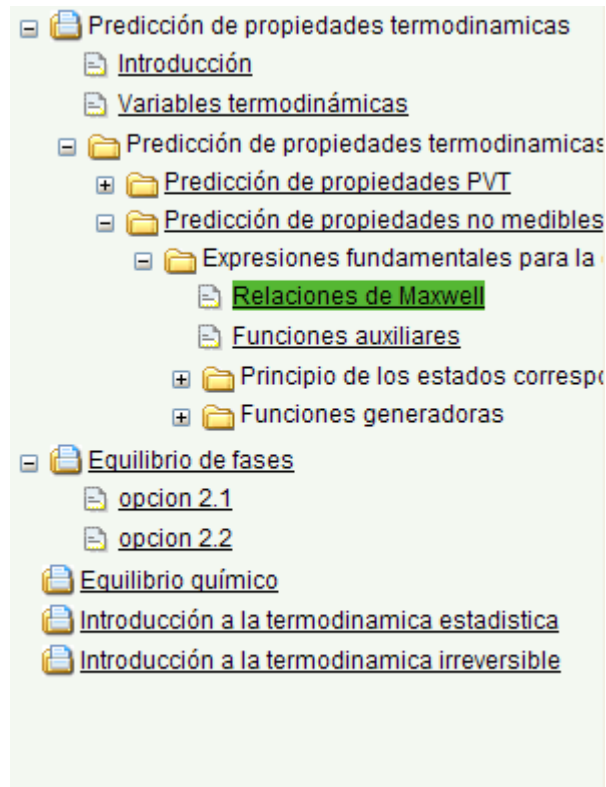 Predicción de propiedades termodinamicas
Introducción
Variables termodinámicas
Predicción de propiedades termodinamicas
Predicción de propiedades PVT
Predicción de propiedades no medibles
Expresiones fundamentales para la
Relaciones de Maxwell
Funciones auxiliares
Principio de los estados correspo
Funciones generadoras
Equilibrio de fases
opcion 2.1
opcion 2.2
Equilibrio químico
Introducción a la termodinamica estadistica
Introducción a la termodinamica irreversible